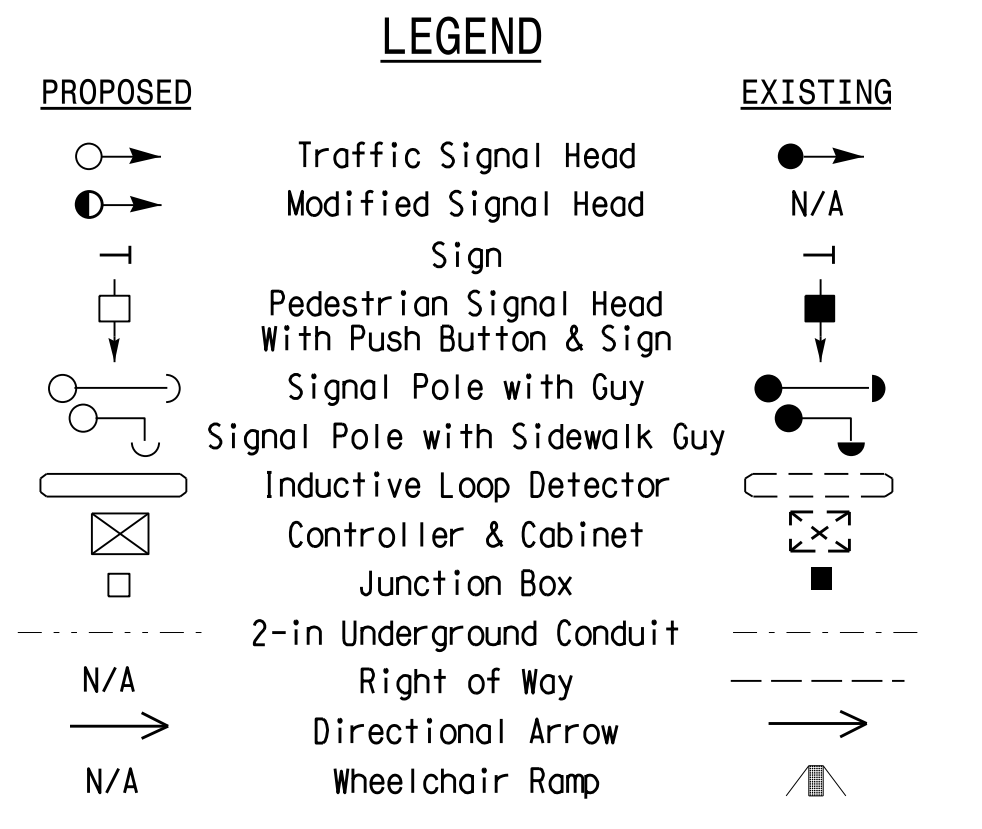 LEGEND
PROPOSED EXISTING
Traffic Signal Head
Modified Signal Head N/A
Sign
Pedestrian Signal Head
With Push Button & Sign
Signal Pole with Guy
Signal Pole with Sidewalk Guy
Inductive Loop Detector
Controller & Cabinet
Junction Box
2-in Underground Conduit
N/A Right of Way
Directional Arrow
N/A Wheelchair Ramp